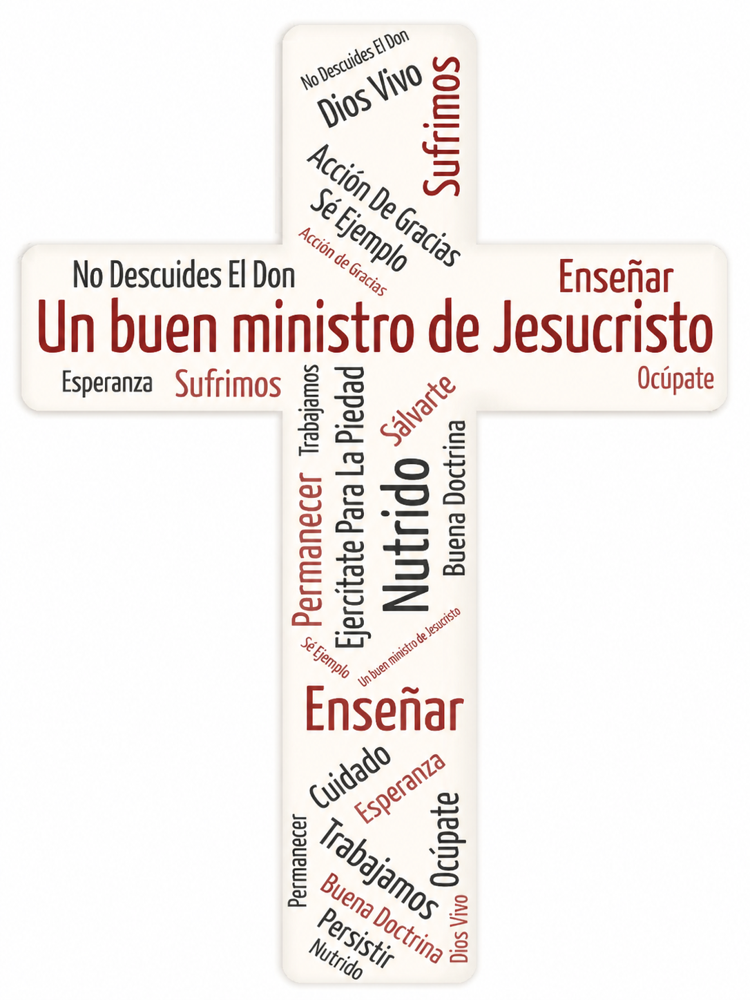 No Descuides El Don
Dios Vivo
Sufrimos
Acción De Gracias
Sé Ejemplo
Acción de Gracias
No Descuides El Don
Enseñar
Un buen ministro de Jesucristo
Esperanza
Sufrimos
Ocúpate
Trabajamos
Ejercítate Para La Piedad
Sálvarte
Buena Doctrina
Nutrido
Permanecer
Sé Ejemplo
Un buen ministro de Jesucristo
Enseñar
Cuidado
Esperanza
Ocúpate
Permanecer
Trabajamos
Buena Doctrina
Dios Vivo
Persistir
Nutrido